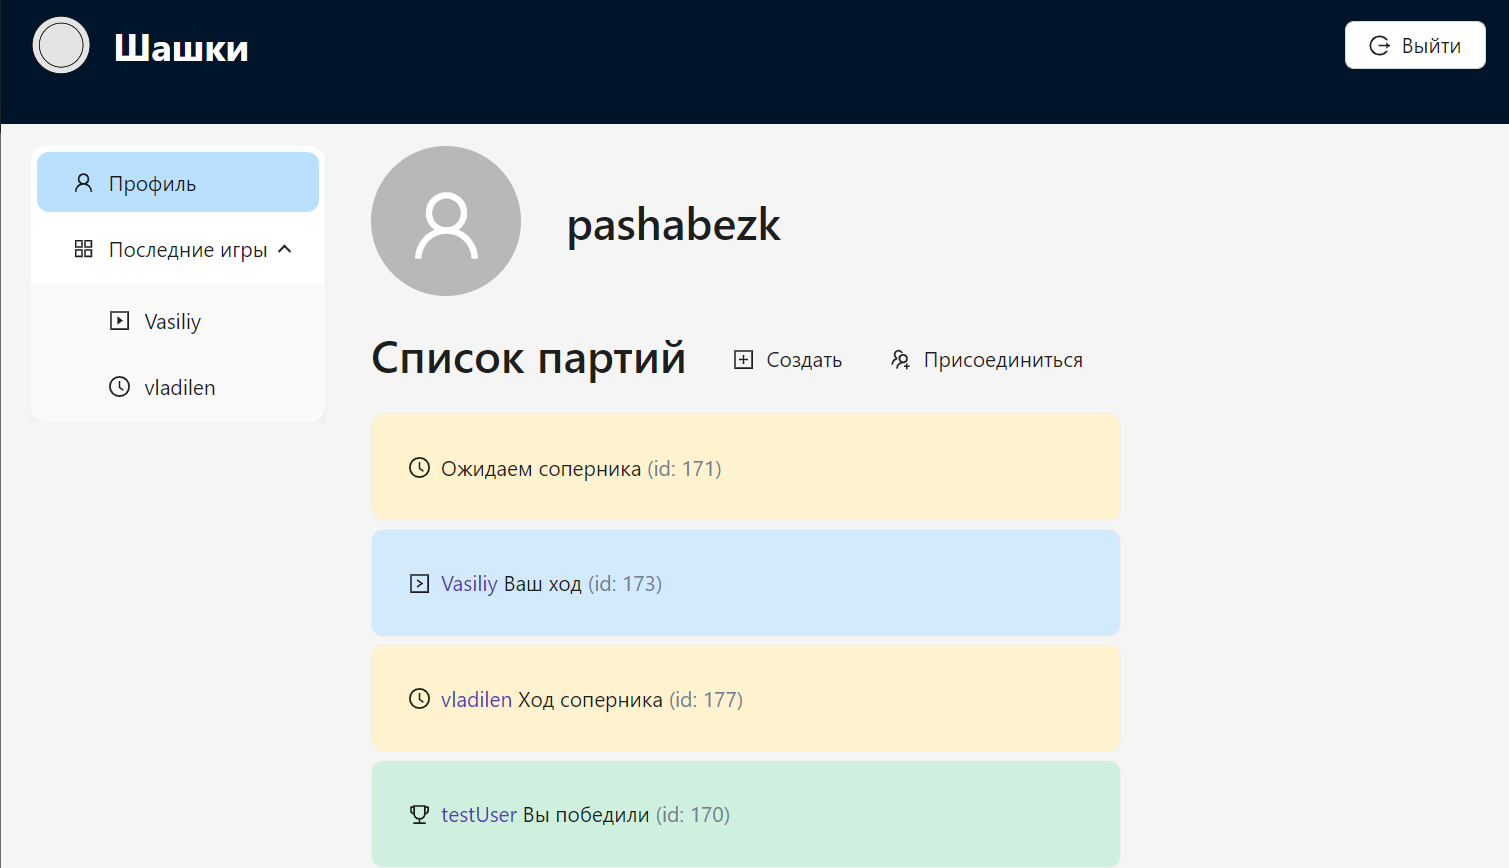 Шашки
Выйти
Профиль
Последние игры
Vasiliy
vladilen
pashabezk
Список партий
Создать
Присоединиться
Ожидаем соперника (id: 171)
Vasiliy Ваш ход (id: 173)
vladilen Ход соперника (id: 177)
testUser Вы победили (id: 170)